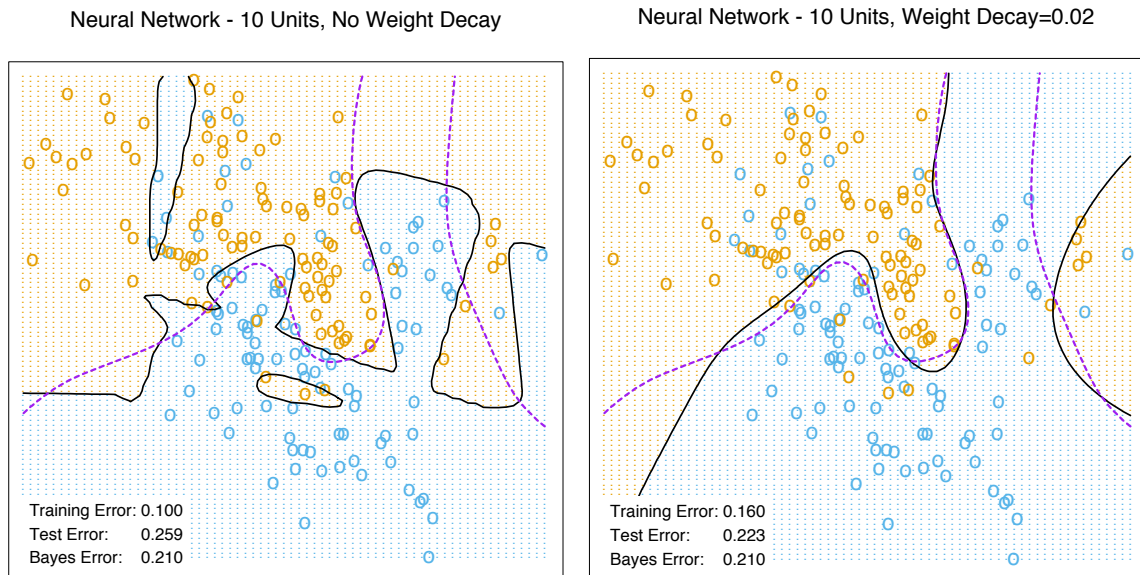 Neural Network - 10 Units, No Weight Decay
Training Error: 0.100
Test Error: 0.259
Bayes Error: 0.210
Neural Network - 10 Units, Weight Decay=0.02
Training Error: 0.160
Test Error: 0.223
Bayes Error: 0.210